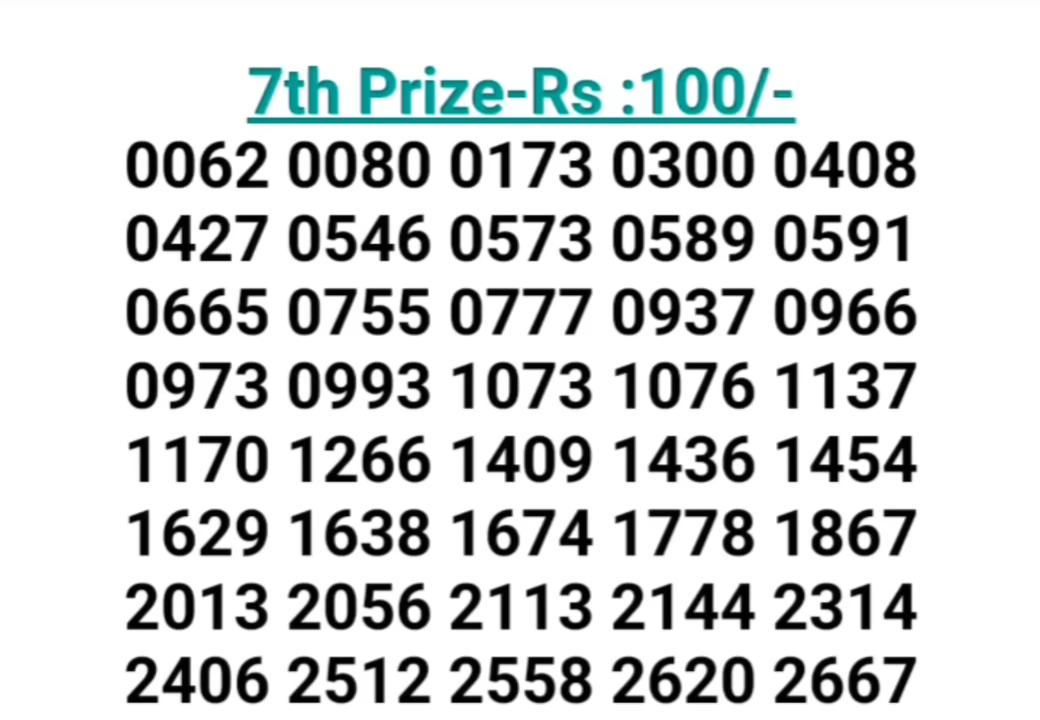 7th Prize-Rs :100/-
0062 0080 0173 0300 0408
0427 0546 0573 0589 0591
0665 0755 0777 0937 0966
0973 0993 1073 1076 1137
1170 1266 1409 1436 1454
1629 1638 1674 1778 1867
2013 2056 2113 2144 2314
2406 2512 2558 2620 2667